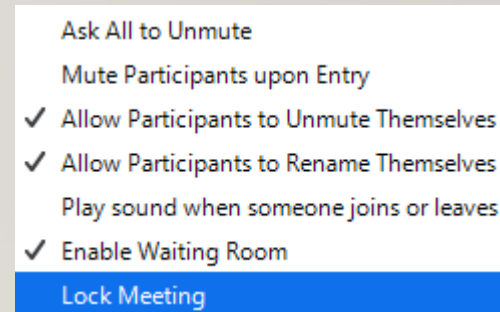 Ask All to Unmute
Mute Participants upon Entry
✓ Allow Participants to Unmute Themselves
✓ Allow Participants to Rename Themselves
Play sound when someone joins or leaves
✓ Enable Waiting Room
Lock Meeting